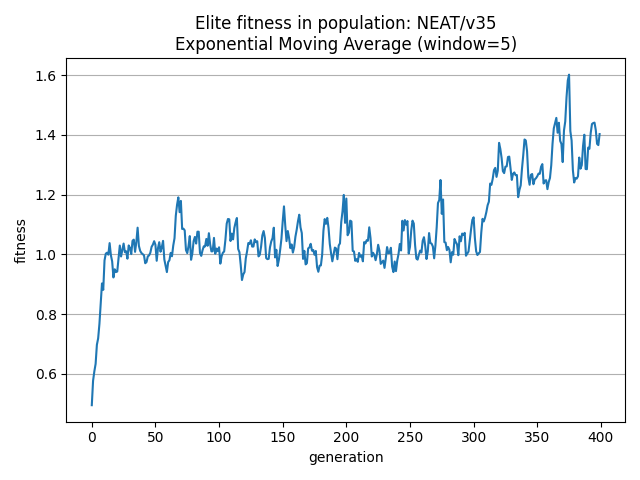 Elite fitness in population: NEAT/v35
Exponential Moving Average (window=5)
fitness
1.6
1.4
1.2
1.0
0.8
0.6
0 50 100 150 200 250 300 350 400
generation